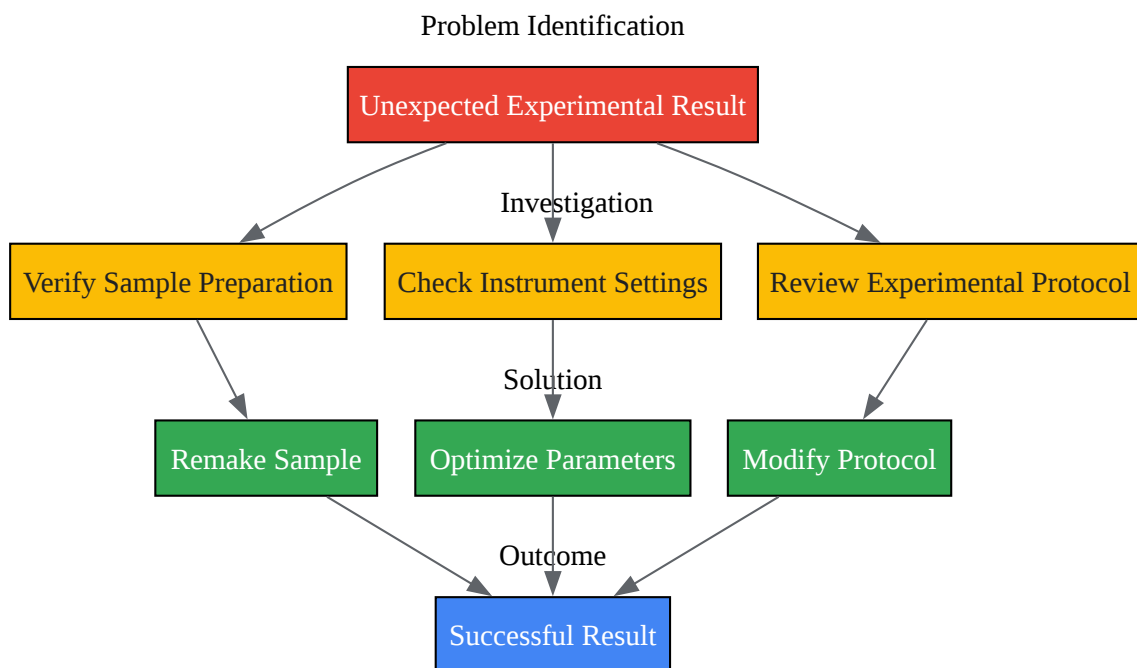 Problem Identification
Unexpected Experimental Result
Investigation
Verify Sample Preparation
Check Instrument Settings
Review Experimental Protocol
Solution
Remake Sample
Optimize Parameters
Modify Protocol
Outcome
Successful Result